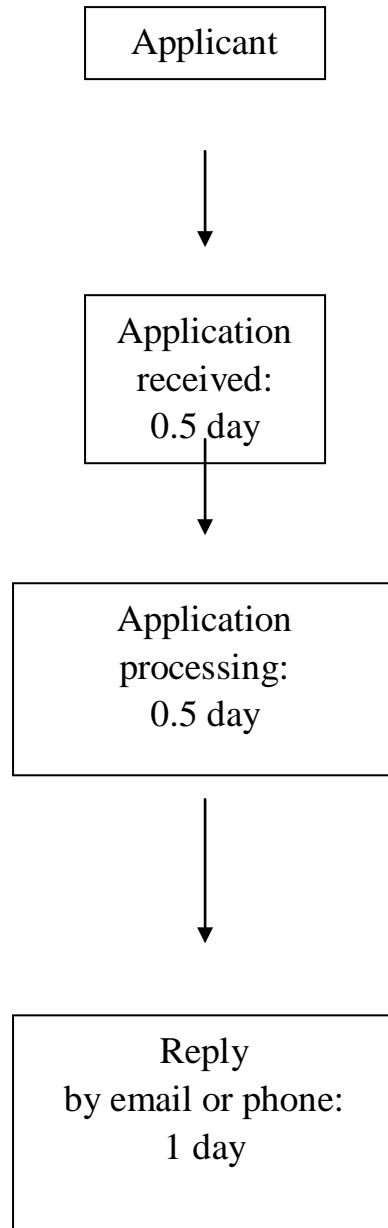 Applicant
Application
received:
0.5 day
Application
processing:
0.5 day
Reply
by email or phone:
1 day